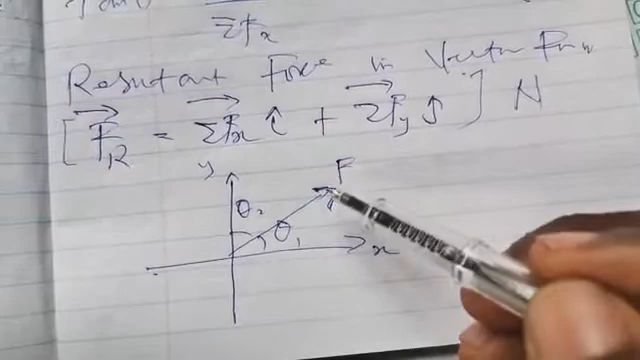 ΣFx
Resultant Force in Vector Form
[F⃗R = ΣF⃗x î + ΣF⃗y ĵ] N
y
F
θ₂
θ₁
x